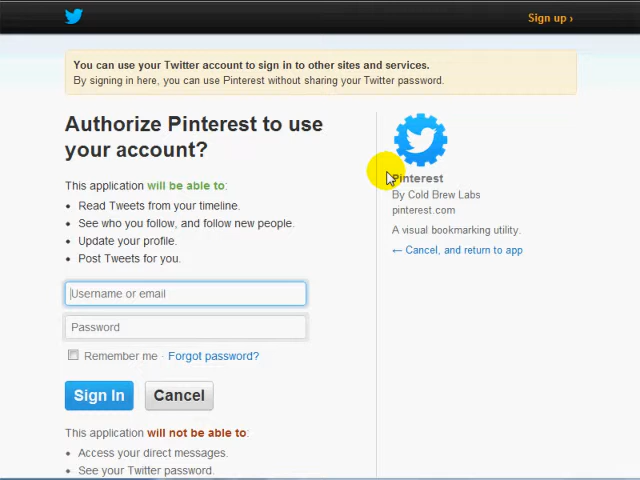 Sign up ›
You can use your Twitter account to sign in to other sites and services.
By signing in here, you can use Pinterest without sharing your Twitter password.
Authorize Pinterest to use
your account?
This application will be able to:
• Read Tweets from your timeline.
• See who you follow, and follow new people.
• Update your profile.
• Post Tweets for you.
Username or email
Password
Remember me · Forgot password?
Sign In Cancel
This application will not be able to:
• Access your direct messages.
• See your Twitter password.
Pinterest
By Cold Brew Labs
pinterest.com
A visual bookmarking utility.
← Cancel, and return to app